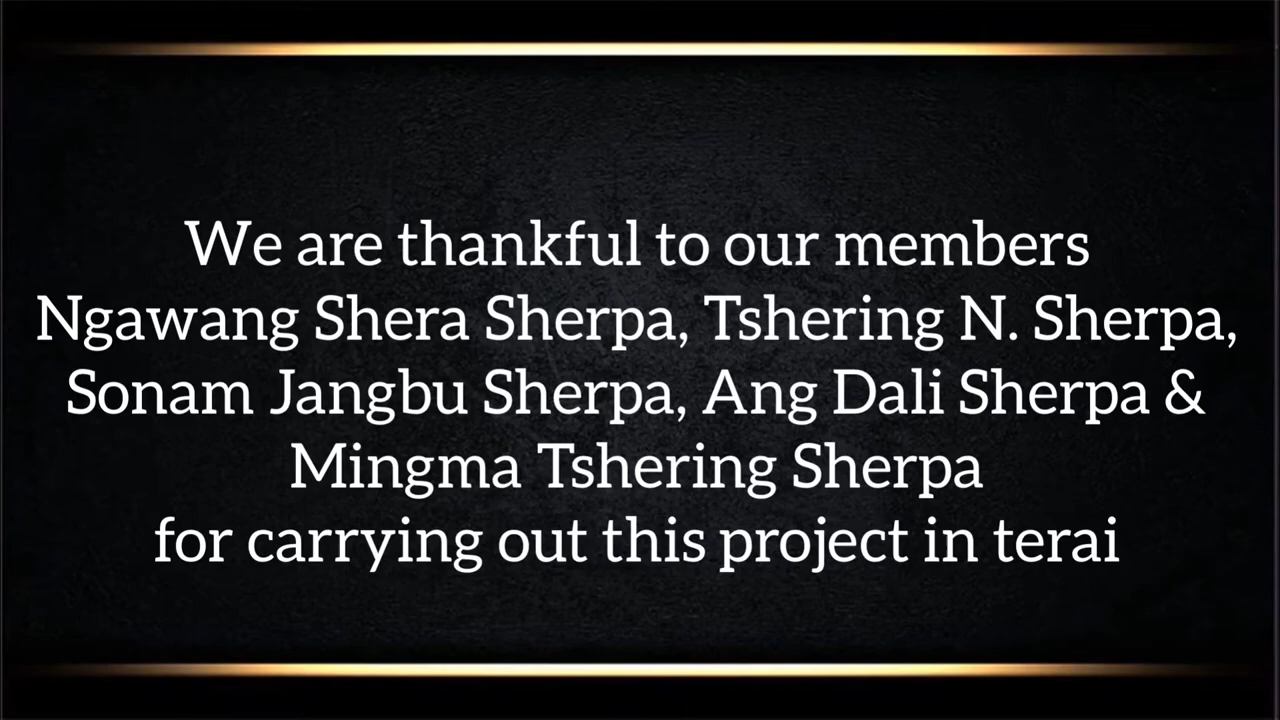 We are thankful to our members
Ngawang Shera Sherpa, Tshering N. Sherpa,
Sonam Jangbu Sherpa, Ang Dali Sherpa &
Mingma Tshering Sherpa
for carrying out this project in terai